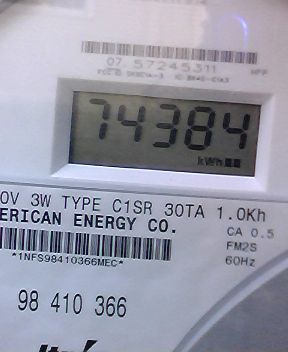 07 57245311
74384
kWh
0V 3W TYPE C1SR 30TA 1.0Kh
ERICAN ENERGY CO.
CA 0.5
FM2S
*1NFS98410366MEC*
60Hz
98 410 366